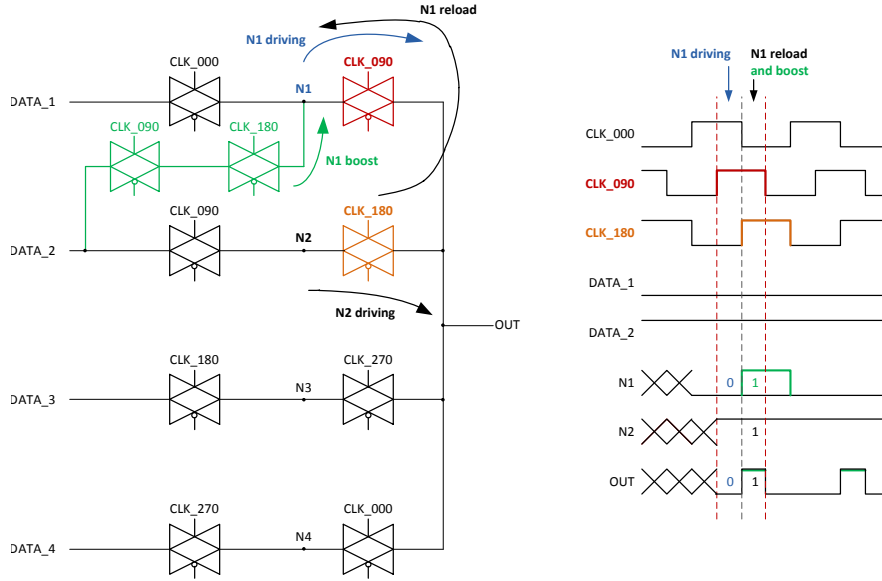 N1 reload
N1 driving
CLK_000
CLK_090
DATA_1
N1
CLK_090
CLK_180
N1 boost
CLK_090
CLK_180
DATA_2
N2
N2 driving
OUT
CLK_180
CLK_270
DATA_3
N3
CLK_270
CLK_000
DATA_4
N4
N1 driving
N1 reload
and boost
CLK_000
CLK_090
CLK_180
DATA_1
DATA_2
N1
0
1
N2
1
OUT
0
1